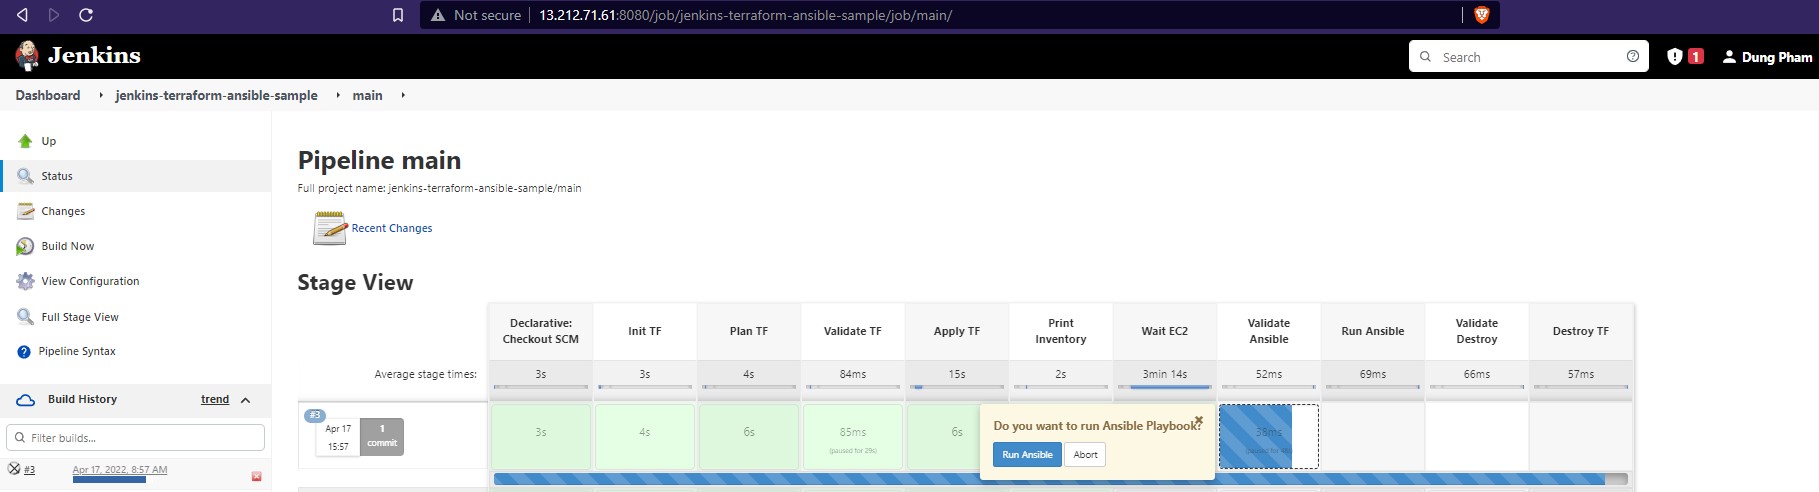 Not secure
13.212.71.61:8080/job/jenkins-terraform-ansible-sample/job/main/
Jenkins
Search
1
Dung Pham
Dashboard
jenkins-terraform-ansible-sample
main
Up
Status
Changes
Build Now
View Configuration
Full Stage View
Pipeline Syntax
Build History
trend
Filter builds...
#3
Apr 17, 2022, 8:57 AM
Pipeline main
Full project name: jenkins-terraform-ansible-sample/main
Recent Changes
Stage View
Declarative: Checkout SCM
Init TF
Plan TF
Validate TF
Apply TF
Print Inventory
Wait EC2
Validate Ansible
Run Ansible
Validate Destroy
Destroy TF
Average stage times:
3s
3s
4s
84ms
15s
2s
3min 14s
52ms
69ms
66ms
57ms
#3
Apr 17
15:57
1
commit
3s
4s
6s
85ms
(paused for 29s)
6s
Do you want to run Ansible Playbook?
Run Ansible
Abort